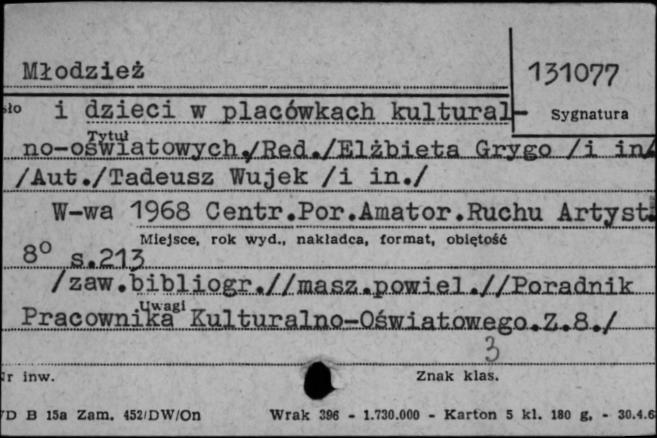 Młodzież
131077
sło i dzieci w placówkach kultural-
Sygnatura
Tytuł
no-oświatowych./Red./Elżbieta Grygo /i in/
/Aut./Tadeusz Wujek /i in./
W-wa 1968 Centr.Por.Amator.Ruchu Artyst.
Miejsce, rok wyd., nakładca, format, objętość
8° s.213
/zaw.bibliogr.//masz.powiel.//Poradnik
Uwagi
Pracownika Kulturalno-Oświatowego.Z.8./
3
Nr inw.
Znak klas.
D B 15a Zam. 452/DW/On
Wrak 396 - 1.730.000 - Karton 5 kl. 180 g. - 30.4.6